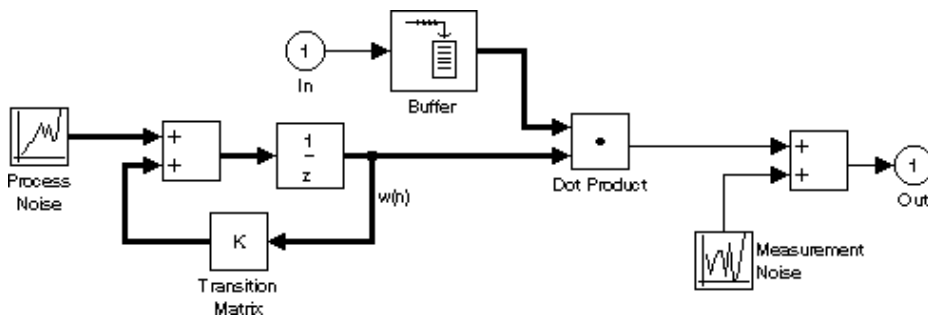 1
In
Buffer
Process
Noise
+
+
1
z
w(n)
K
Transition
Matrix
Dot Product
+
+
Measurement
Noise
1
Out